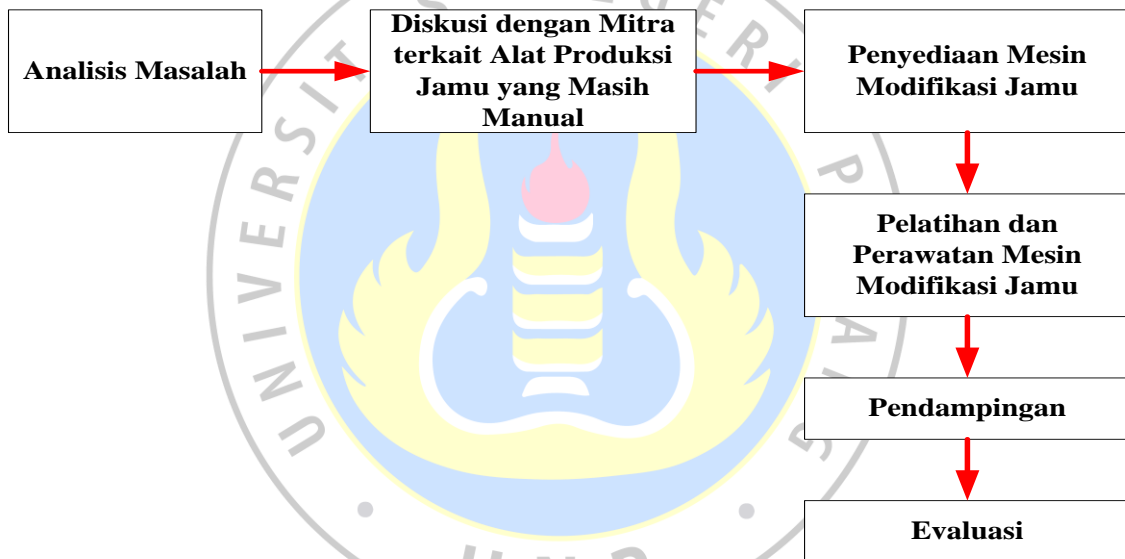 Analisis Masalah
Diskusi dengan Mitra
terkait Alat Produksi
Jamu yang Masih
Manual
Penyediaan Mesin
Modifikasi Jamu
Pelatihan dan
Perawatan Mesin
Modifikasi Jamu
Pendampingan
Evaluasi
UNIVERSIT